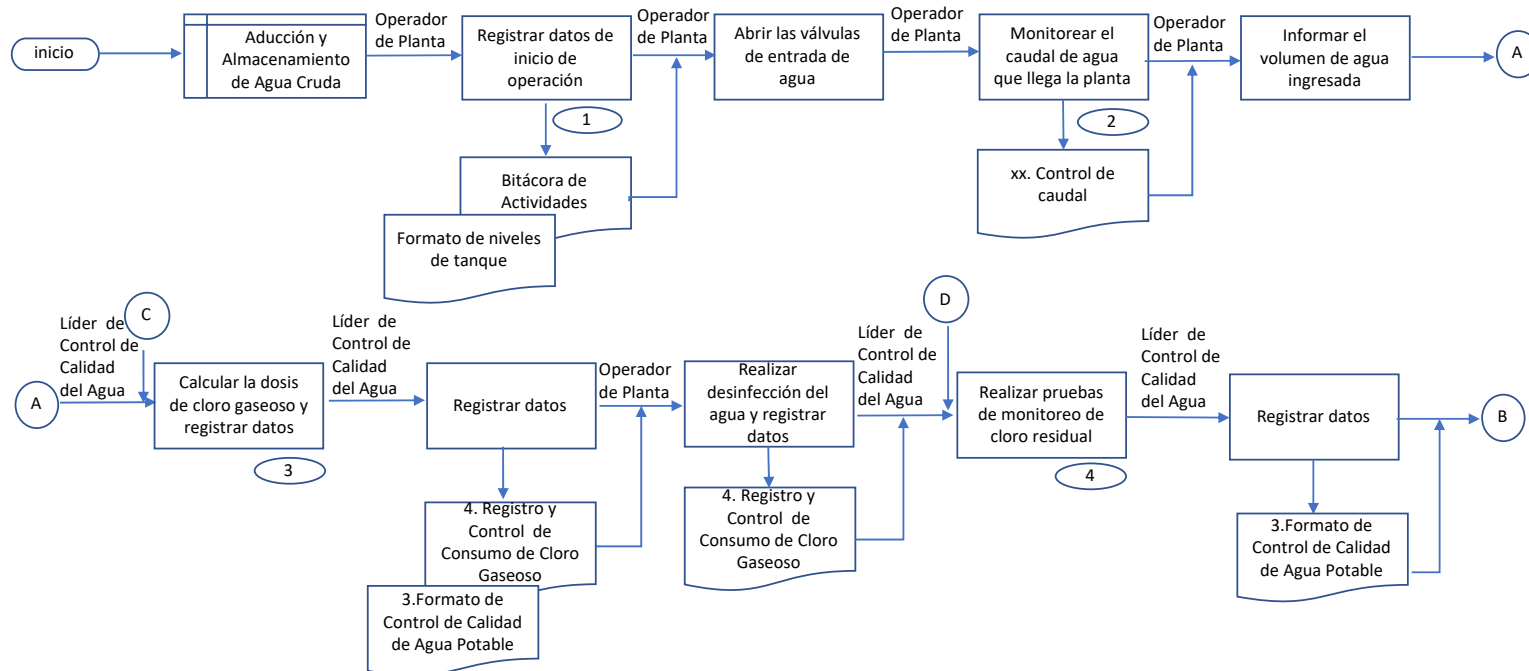 inicio
Aducción y
Almacenamiento
de Agua Cruda
Operador
de Planta
Registrar datos de
inicio de
operación
Operador
de Planta
Abrir las válvulas
de entrada de
agua
Operador
de Planta
Monitorear el
caudal de agua
que llega la planta
Operador
de Planta
Informar el
volumen de agua
ingresada
A
1
2
Bitácora de
Actividades
Formato de niveles
de tanque
xx. Control de
caudal
A
Líder de
Control de
Calidad
del Agua
C
Calcular la dosis
de cloro gaseoso y
registrar datos
3
Líder de
Control de
Calidad
del Agua
Registrar datos
4. Registro y
Control de
Consumo de Cloro
Gaseoso
3.Formato de
Control de Calidad
de Agua Potable
Operador
de Planta
Realizar
desinfección del
agua y registrar
datos
4. Registro y
Control de
Consumo de Cloro
Gaseoso
Líder de
Control de
Calidad
del Agua
D
Realizar pruebas
de monitoreo de
cloro residual
4
Líder de
Control de
Calidad
del Agua
Registrar datos
3.Formato de
Control de Calidad
de Agua Potable
B